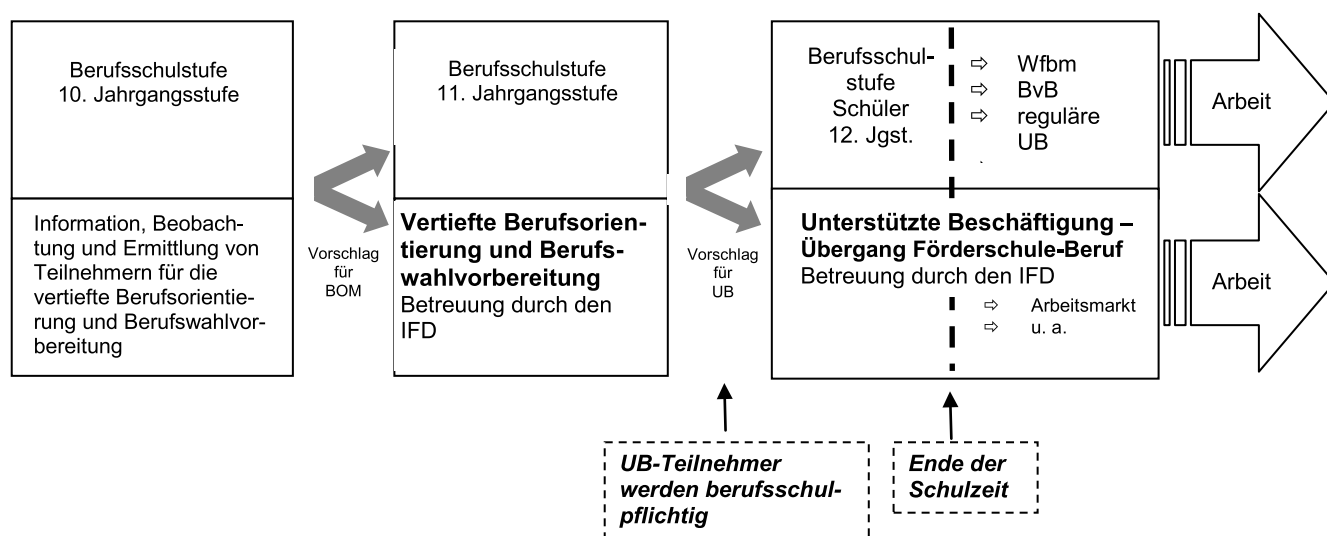 Berufsschulstufe
10. Jahrgangsstufe
Information, Beobach-
tung und Ermittlung von
Teilnehmern für die
vertiefte Berufsorientie-
rung und Berufswahlvor-
bereitung
Vorschlag
für
BOM
Berufsschulstufe
11. Jahrgangsstufe
Vertiefte Berufsorien-
tierung und Berufs-
wahlvorbereitung
Betreuung durch den
IFD
Vorschlag
für
UB
Berufsschul-
stufe
Schüler
12. Jgst.
⇨ Wfbm
⇨ BvB
⇨ reguläre
UB
Unterstützte Beschäftigung –
Übergang Förderschule-Beruf
Betreuung durch den IFD
⇨ Arbeitsmarkt
⇨ u. a.
Arbeit
Arbeit
UB-Teilnehmer
werden berufsschul-
pflichtig
Ende der
Schulzeit